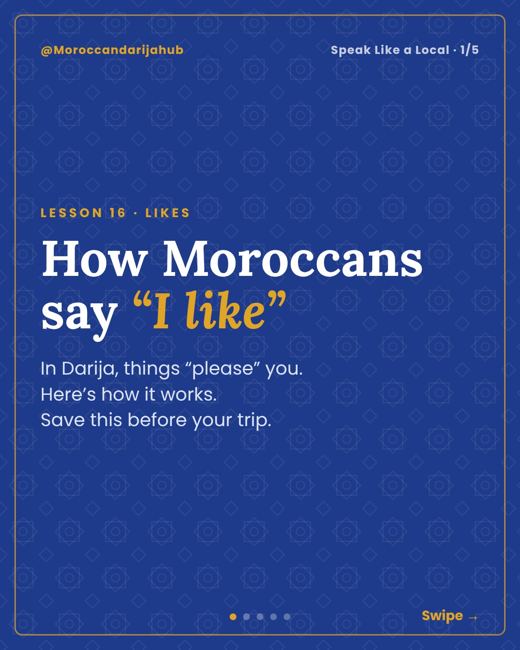 @Moroccandarijahub
Speak Like a Local · 1/5
LESSON 16 · LIKES
How Moroccans
say “I like”
In Darija, things “please” you.
Here’s how it works.
Save this before your trip.
Swipe →